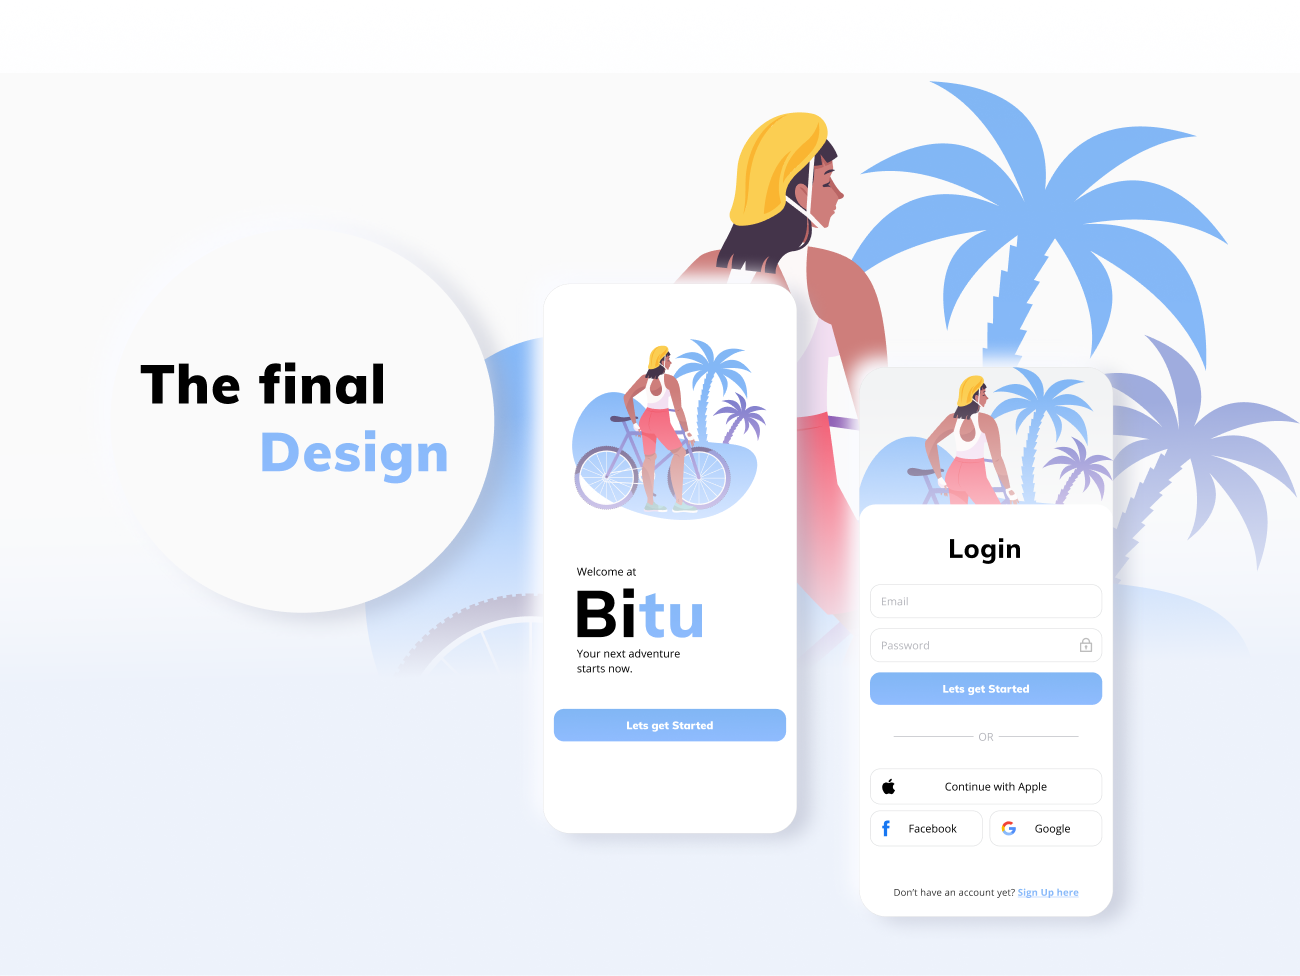 The final
Design
Welcome at
Bitu
Your next adventure
starts now.
Lets get Started
Login
Email
Password
Lets get Started
OR
Continue with Apple
Facebook
Google
Don't have an account yet? Sign Up here